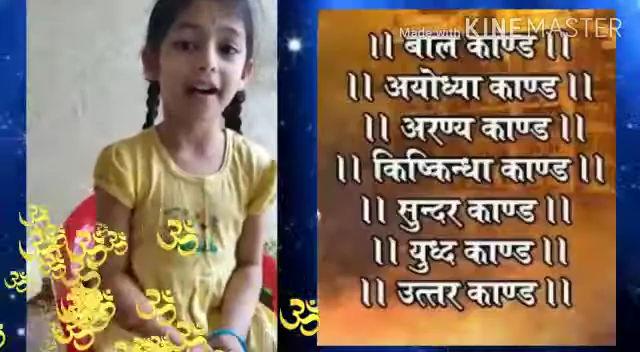 Made with KINEMASTER
।। बाल काण्ड ।।
।। अयोध्या काण्ड ।।
।। अरण्य काण्ड ।।
।। किष्किन्धा काण्ड ।।
।। सुन्दर काण्ड ।।
।। युध्द काण्ड ।।
।। उत्तर काण्ड ।।
ॐ ॐ ॐ ॐ ॐ ॐ